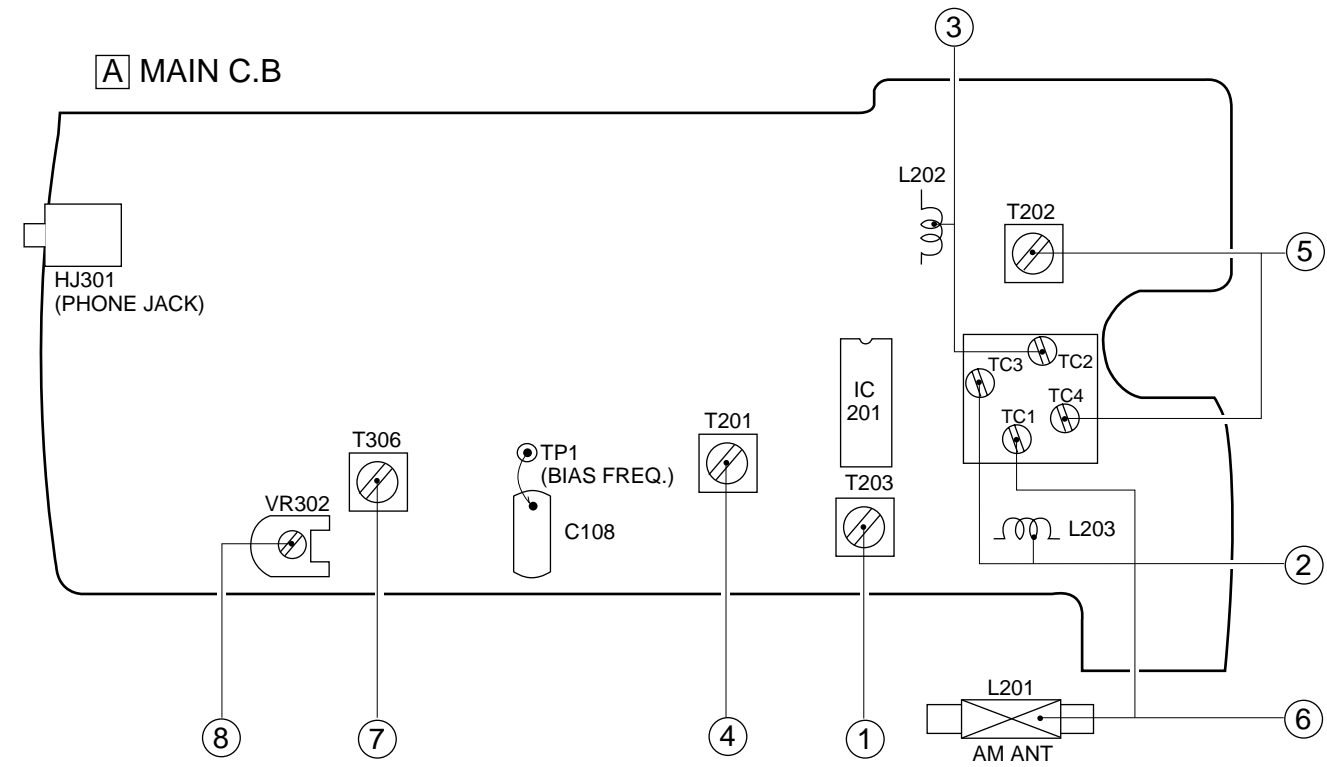 3
A MAIN C.B
L202
T202
5
HJ301
(PHONE JACK)
TC3
TC2
IC
201
TC4
TC1
T201
T306
TP1
(BIAS FREQ.)
T203
VR302
C108
L203
2
L201
8
7
4
1
6
AM ANT